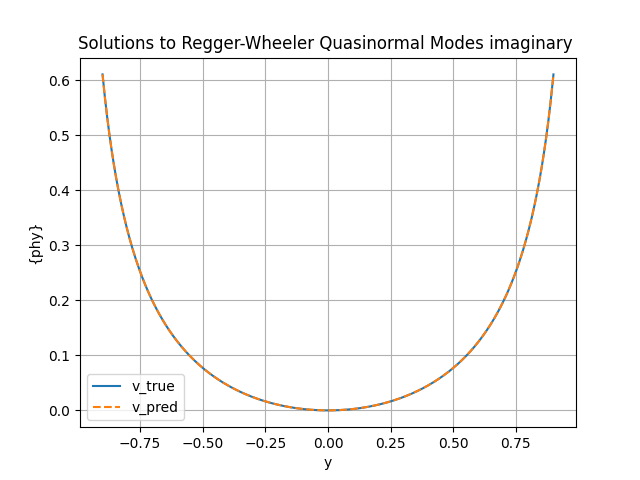 Solutions to Regger-Wheeler Quasinormal Modes imaginary
0.6
0.5
0.4
0.3
0.2
0.1
0.0
{phy}
v_true
v_pred
−0.75 −0.50 −0.25 0.00 0.25 0.50 0.75
y